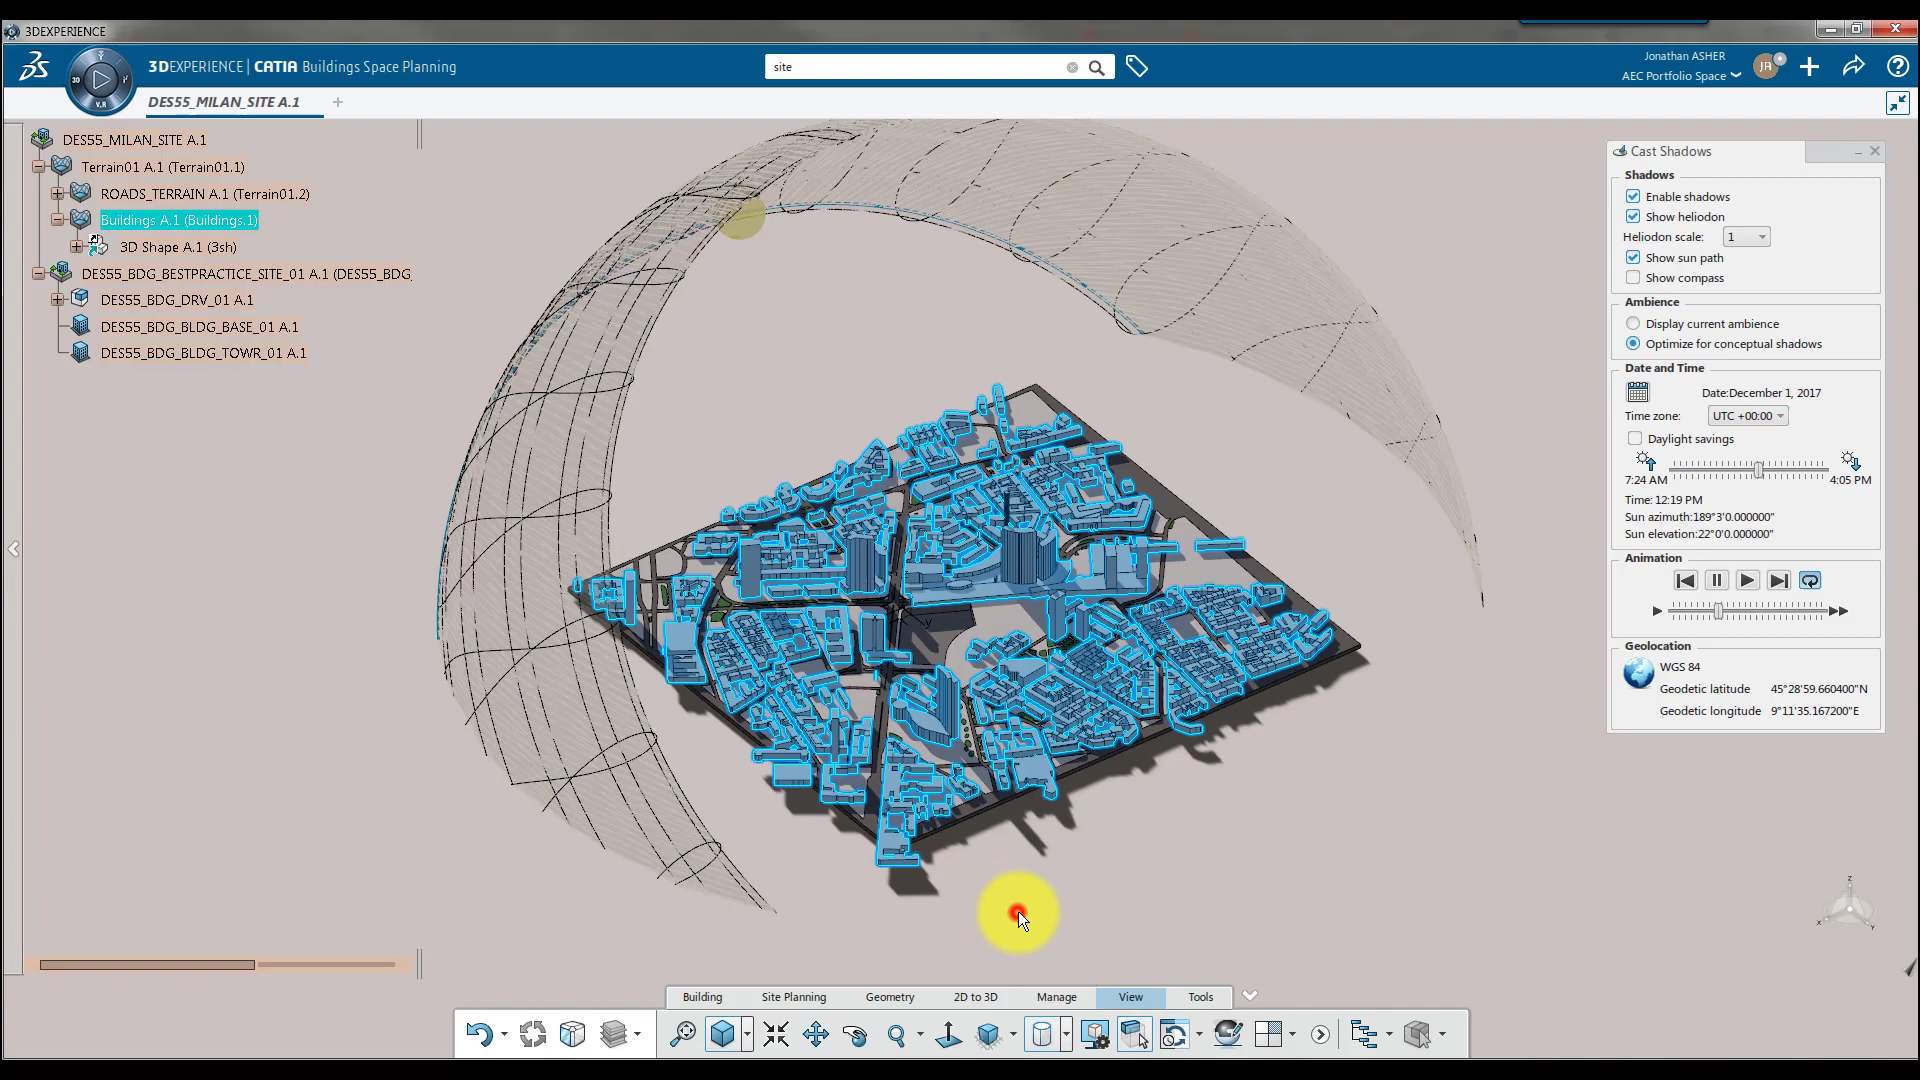 3DEXPERIENCE
3DEXPERIENCE | CATIA Buildings Space Planning
site
Jonathan ASHER
AEC Portfolio Space
JA
3D
V.R
DES55_MILAN_SITE A.1
DES55_MILAN_SITE A.1
Terrain01 A.1 (Terrain01.1)
ROADS_TERRAIN A.1 (Terrain01.2)
Buildings A.1 (Buildings.1)
3D Shape A.1 (3sh)
DES55_BDG_BESTPRACTICE_SITE_01 A.1 (DES55_BDG_
DES55_BDG_DRV_01 A.1
DES55_BDG_BLDG_BASE_01 A.1
DES55_BDG_BLDG_TOWR_01 A.1
Cast Shadows
Shadows
Enable shadows
Show heliodon
Heliodon scale: 1
Show sun path
Show compass
Ambience
Display current ambience
Optimize for conceptual shadows
Date and Time
Date:December 1, 2017
Time zone: UTC +00:00
Daylight savings
7:24 AM 4:05 PM
Time: 12:19 PM
Sun azimuth:189°3'0.000000"
Sun elevation:22°0'0.000000"
Animation
Geolocation
WGS 84
Geodetic latitude 45°28'59.660400"N
Geodetic longitude 9°11'35.167200"E
y
z
x
y
Building Site Planning Geometry 2D to 3D Manage View Tools